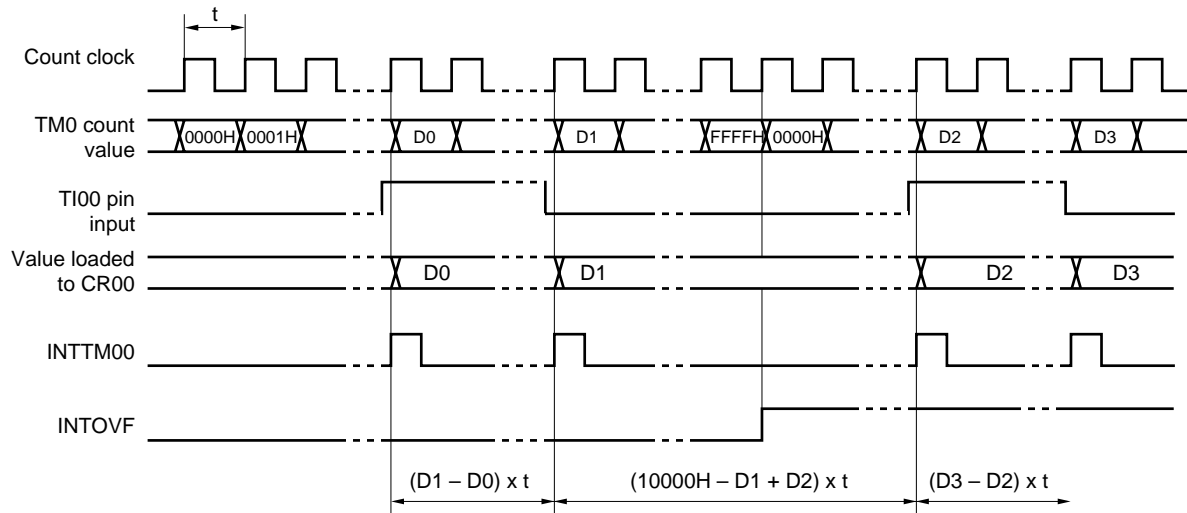 t
Count clock
TM0 count
value
0000H 0001H D0 D1 FFFFH 0000H D2 D3
TI00 pin
input
Value loaded
to CR00
D0 D1 D2 D3
INTTM00
INTOVF
(D1 – D0) x t (10000H – D1 + D2) x t (D3 – D2) x t